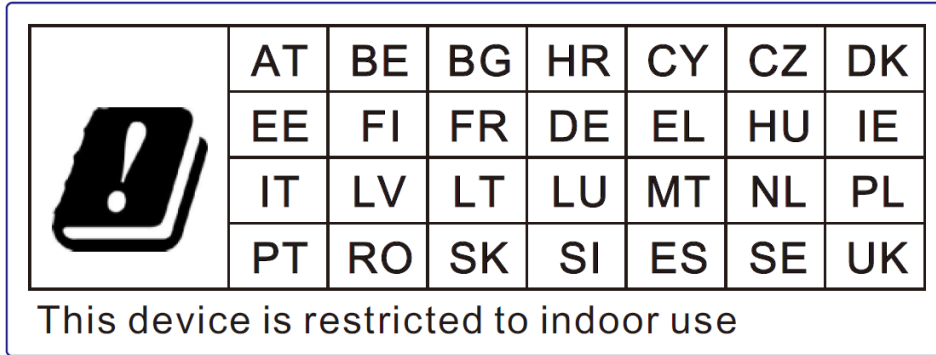 AT BE BG HR CY CZ DK
EE FI FR DE EL HU IE
IT LV LT LU MT NL PL
PT RO SK SI ES SE UK
This device is restricted to indoor use